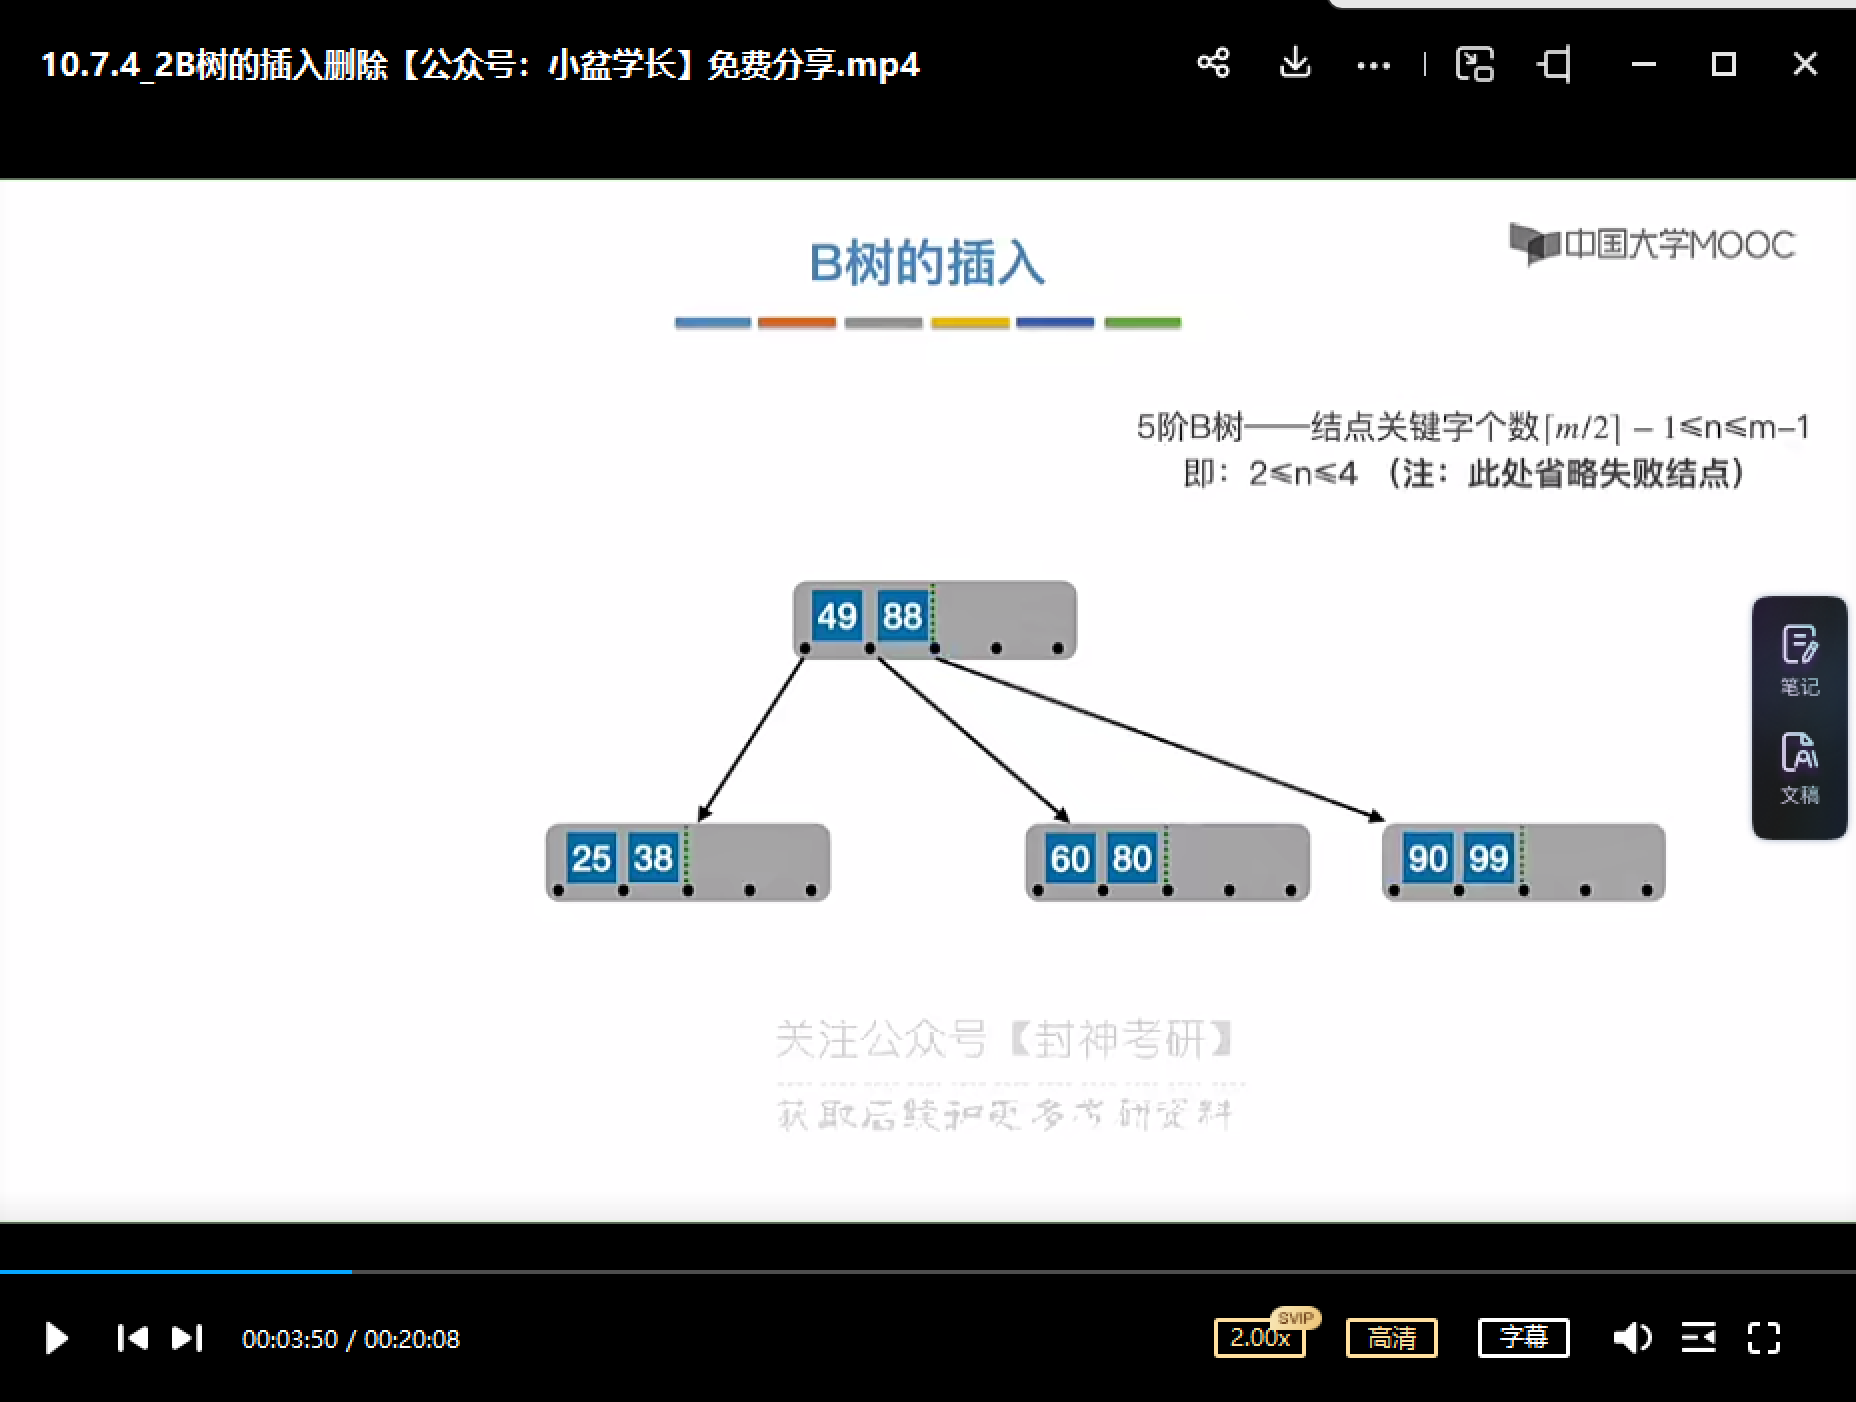 10.7.4_2B树的插入删除【公众号：小盆学长】免费分享.mp4
B树的插入
中国大学MOOC
5阶B树——结点关键字个数⌈m/2⌉ − 1≤n≤m−1
即：2≤n≤4 （注：此处省略失败结点）
49 88
笔记
文稿
25 38
60 80
90 99
关注公众号【封神考研】
获取后续和更多考研资料
00:03:50 / 00:20:08
SVIP
2.00x
高清
字幕